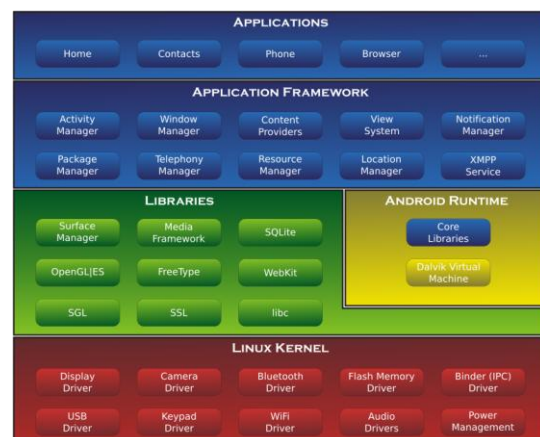 APPLICATIONS
Home
Contacts
Phone
Browser
...
APPLICATION FRAMEWORK
Activity
Manager
Window
Manager
Content
Providers
View
System
Notification
Manager
Package
Manager
Telephony
Manager
Resource
Manager
Location
Manager
XMPP
Service
LIBRARIES
Surface
Manager
Media
Framework
SQLite
OpenGL|ES
FreeType
WebKit
SGL
SSL
libc
ANDROID RUNTIME
Core
Libraries
Dalvik Virtual
Machine
LINUX KERNEL
Display
Driver
Camera
Driver
Bluetooth
Driver
Flash Memory
Driver
Binder (IPC)
Driver
USB
Driver
Keypad
Driver
WiFi
Driver
Audio
Drivers
Power
Management